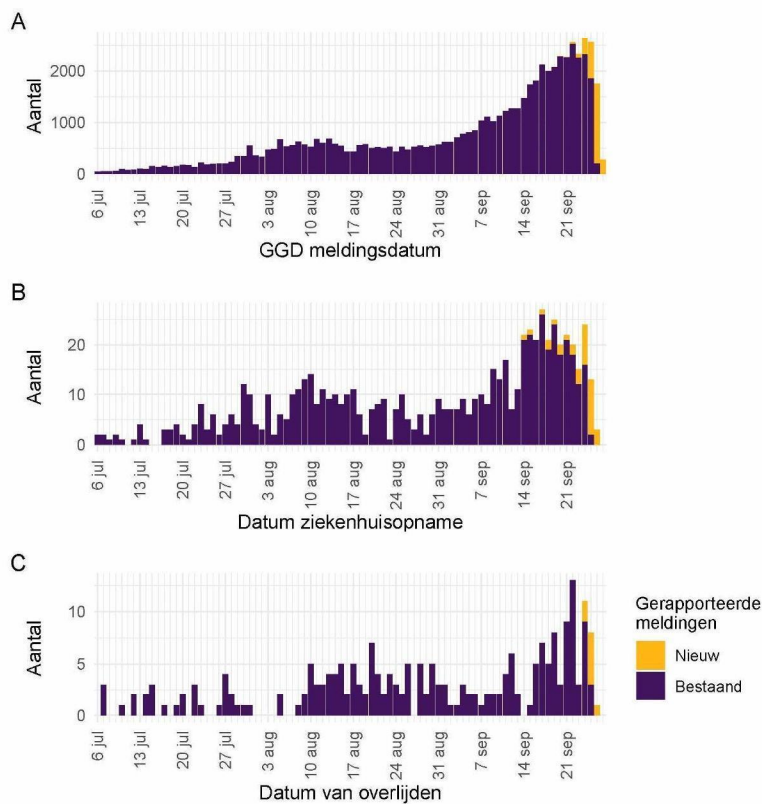 A
Aantal
2000
1000
0
6 jul
13 jul
20 jul
27 jul
3 aug
10 aug
17 aug
24 aug
31 aug
7 sep
14 sep
21 sep
GGD meldingsdatum
B
Aantal
20
10
0
6 jul
13 jul
20 jul
27 jul
3 aug
10 aug
17 aug
24 aug
31 aug
7 sep
14 sep
21 sep
Datum ziekenhuisopname
C
Aantal
10
5
0
6 jul
13 jul
20 jul
27 jul
3 aug
10 aug
17 aug
24 aug
31 aug
7 sep
14 sep
21 sep
Datum van overlijden
Gerapporteerde
meldingen
Nieuw
Bestaand